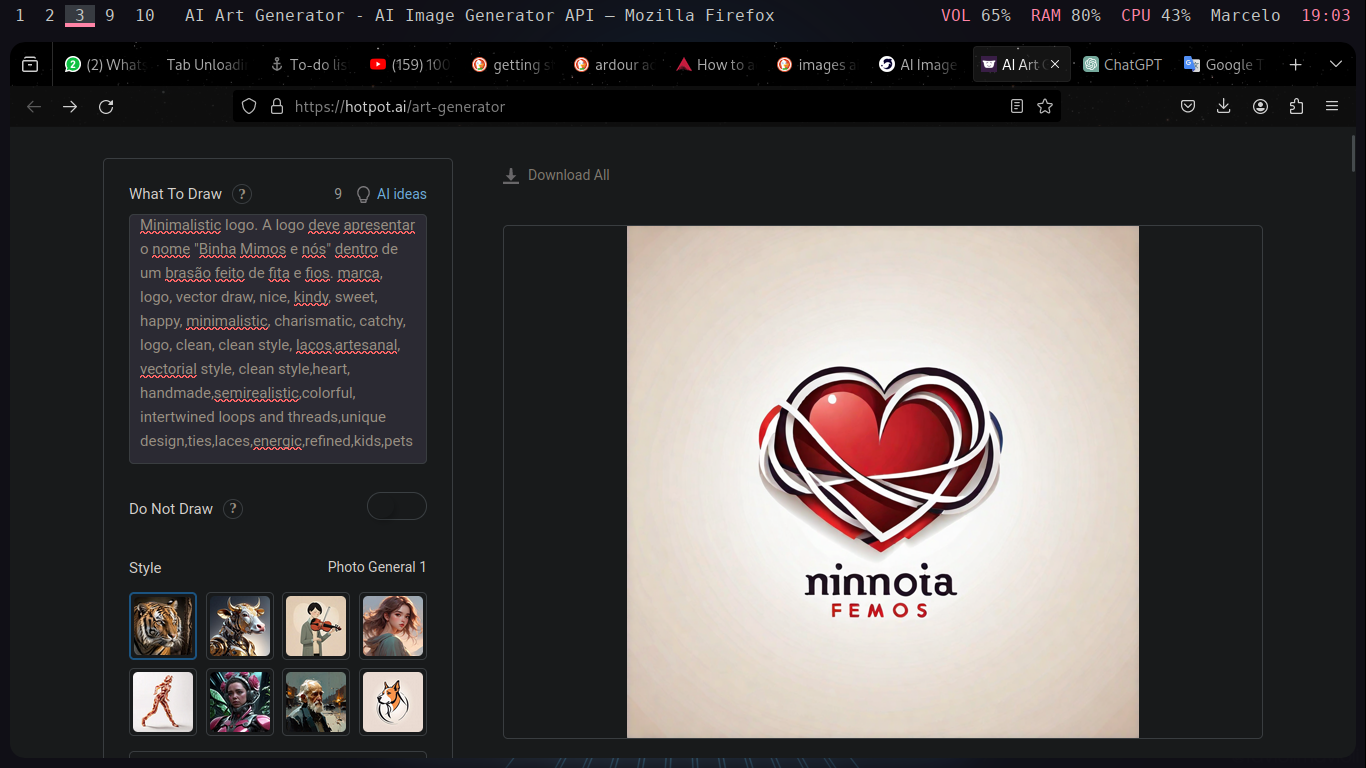 1 2 3 9 10 AI Art Generator - AI Image Generator API — Mozilla Firefox VOL 65% RAM 80% CPU 43% Marcelo 19:03
(2) Whats Tab Unloadi To-do lis (159) 100 getting s ardour a How to a images a AI Image AI Art G ChatGPT Google T
https://hotpot.ai/art-generator
What To Draw ? 9 AI ideas
Minimalistic logo. A logo deve apresentar
o nome "Binha Mimos e nós" dentro de
um brasão feito de fita e fios. marca,
logo, vector draw, nice, kindy, sweet,
happy, minimalistic, charismatic, catchy,
logo, clean, clean style, laços,artesanal,
vectorial style, clean style,heart,
handmade,semirealistic,colorful,
intertwined loops and threads,unique
design,ties,laces,energic,refined,kids,pets
Do Not Draw ?
Style Photo General 1
Download All
ninnota
FEMOS